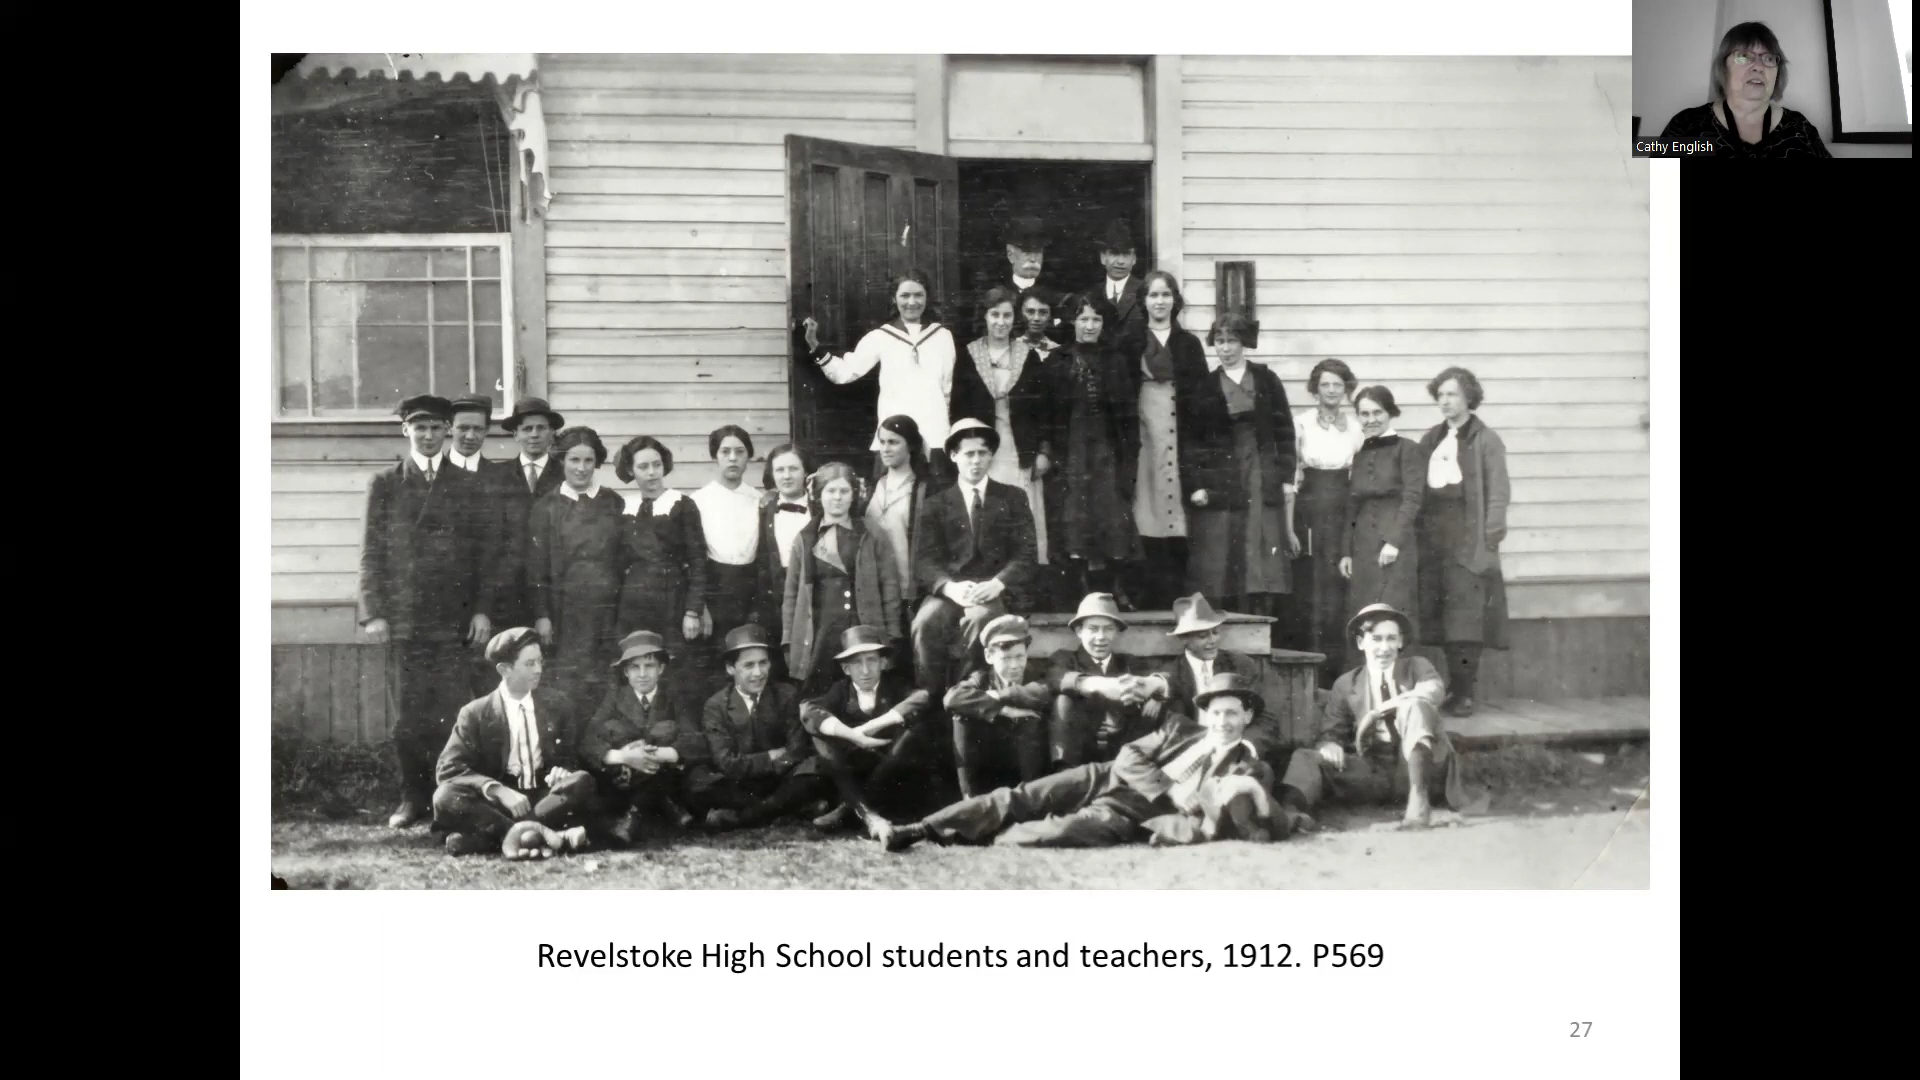 Cathy English
Revelstoke High School students and teachers, 1912. P569
27